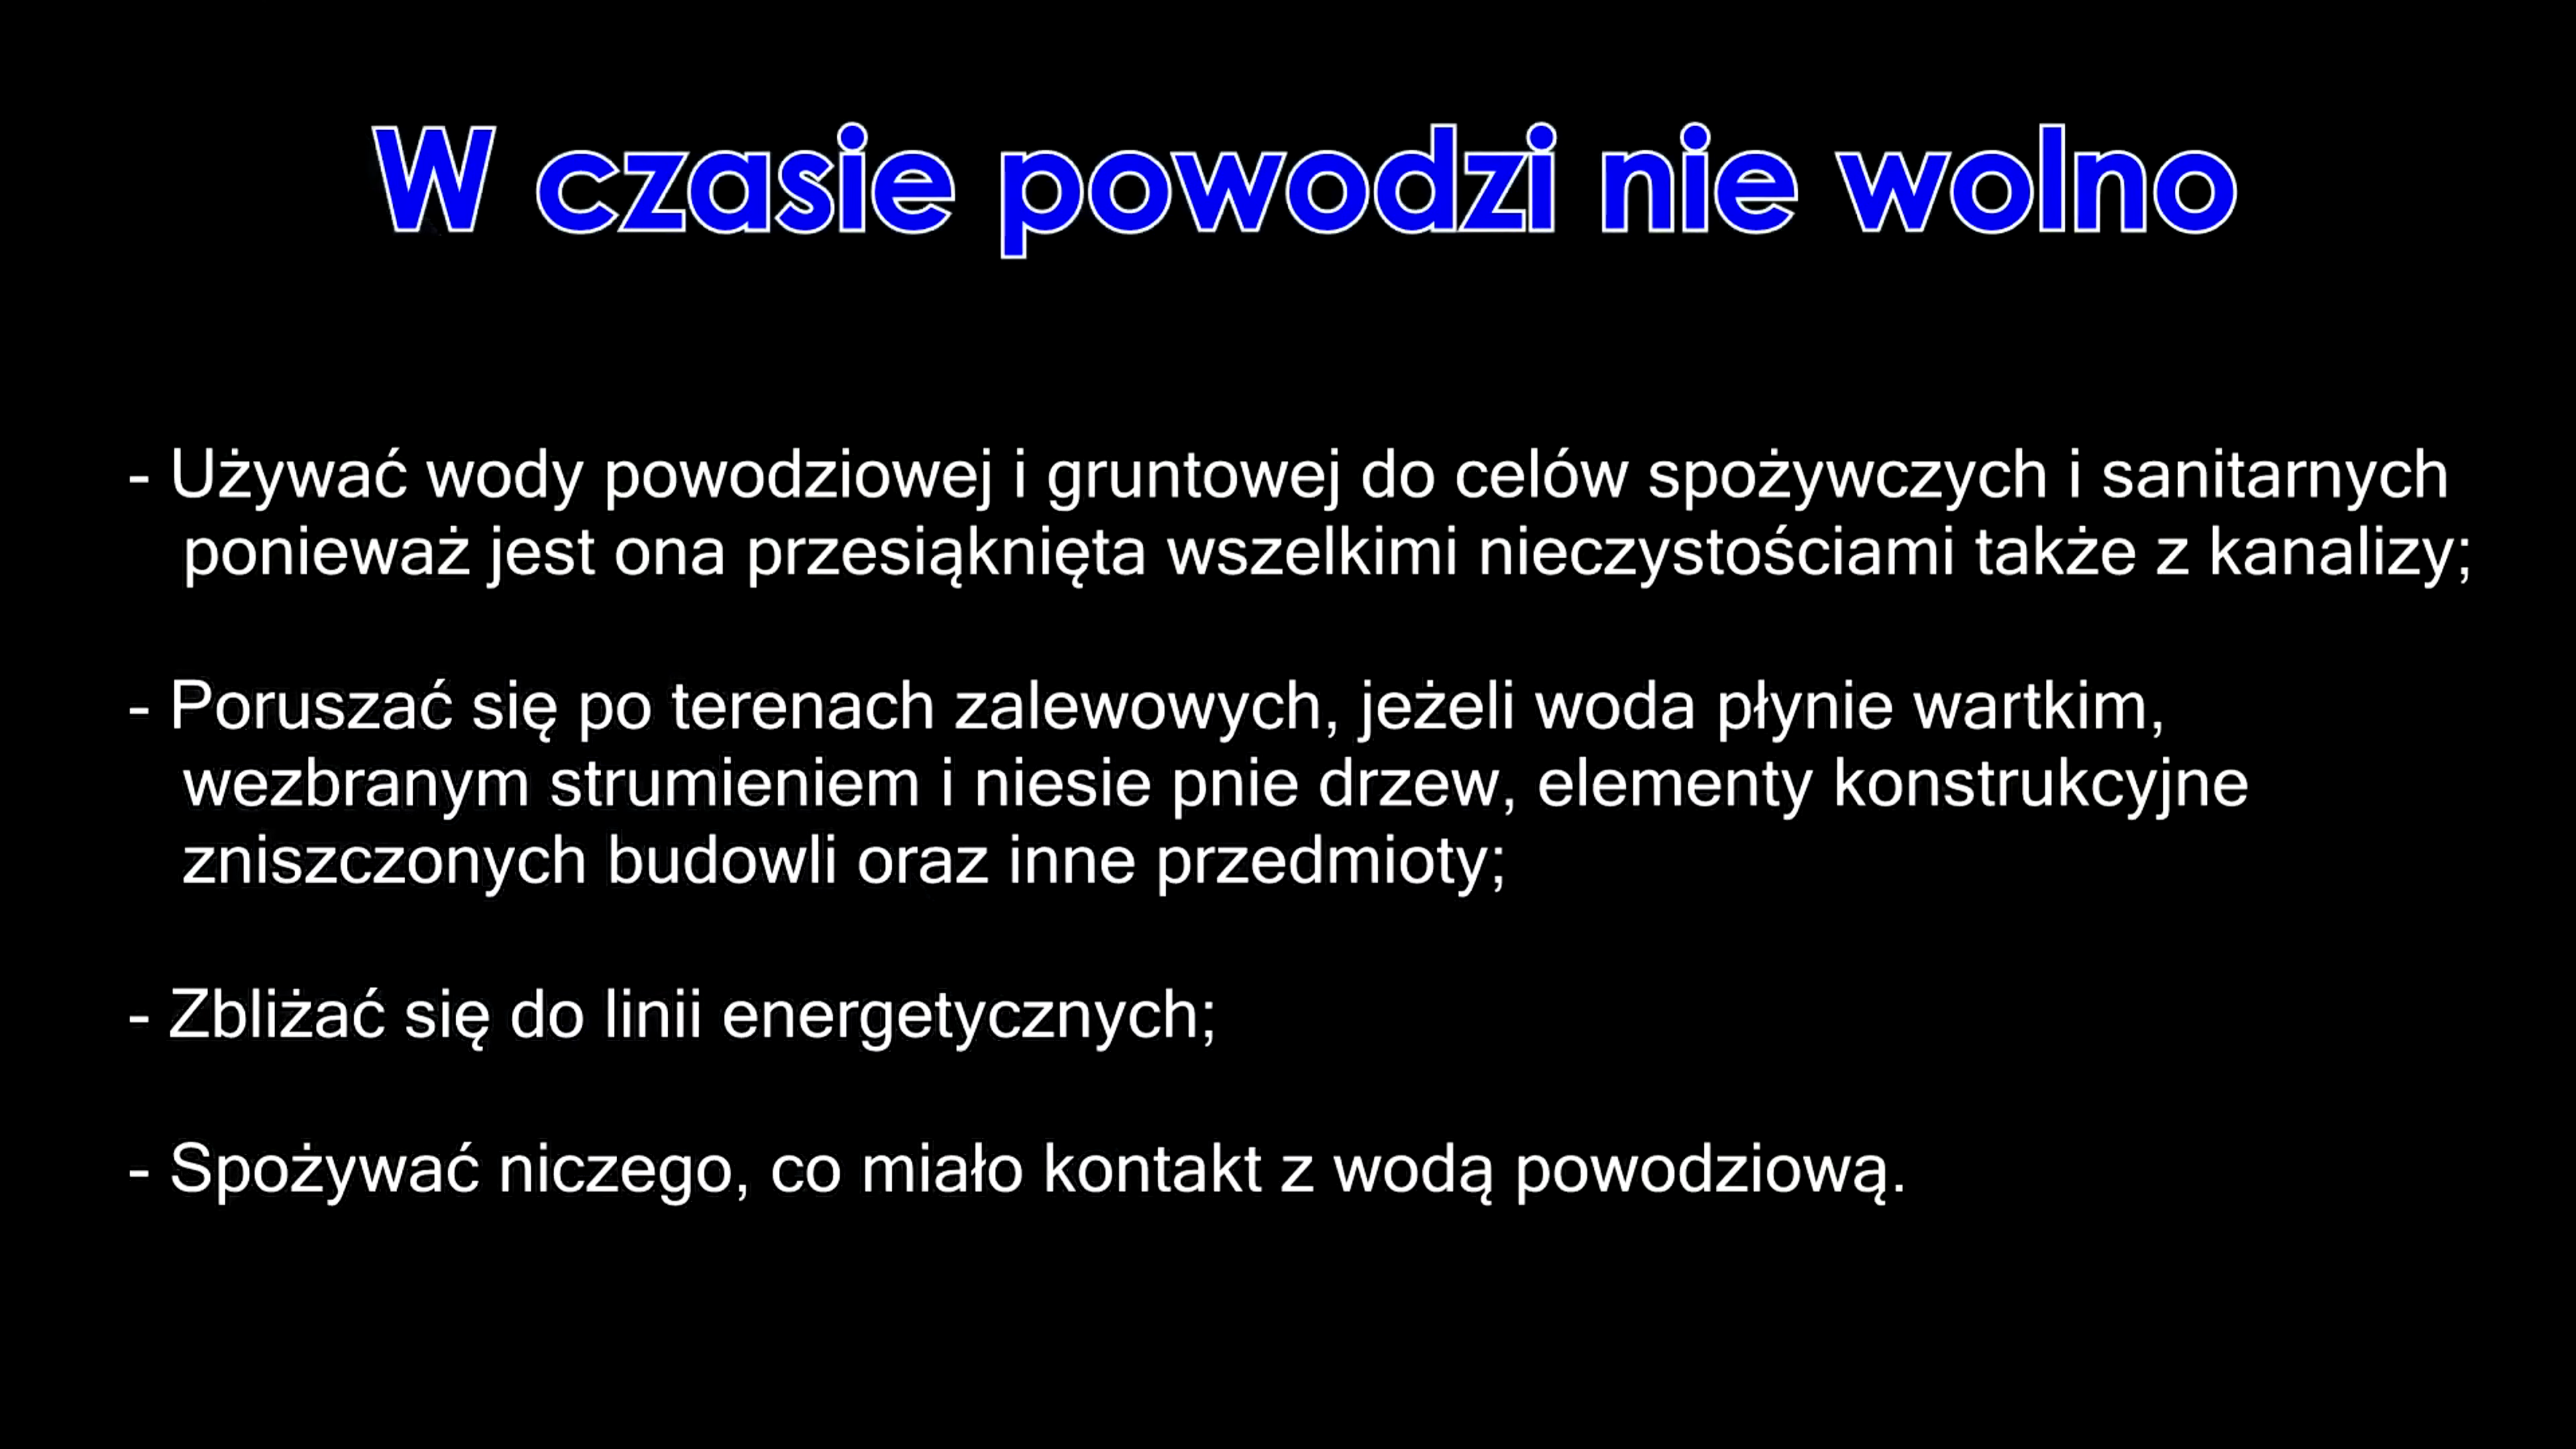 W czasie powodzi nie wolno
- Używać wody powodziowej i gruntowej do celów spożywczych i sanitarnych
ponieważ jest ona przesiąknięta wszelkimi nieczystościami także z kanalizy;
- Poruszać się po terenach zalewowych, jeżeli woda płynie wartkim,
wezbranym strumieniem i niesie pnie drzew, elementy konstrukcyjne
zniszczonych budowli oraz inne przedmioty;
- Zbliżać się do linii energetycznych;
- Spożywać niczego, co miało kontakt z wodą powodziową.